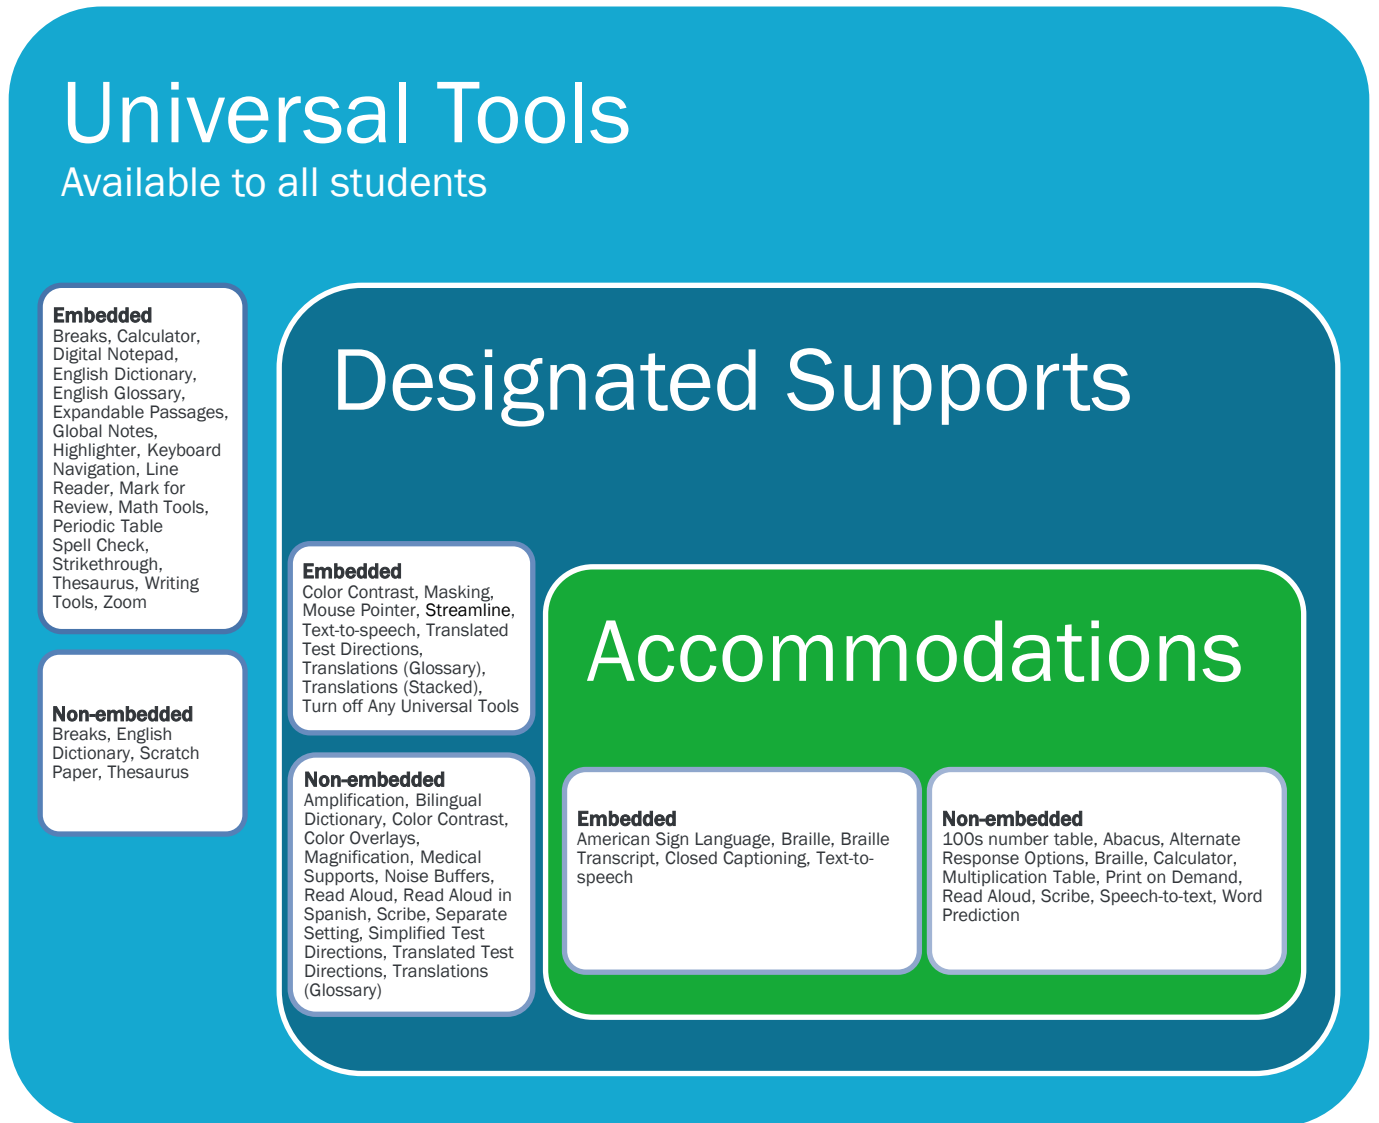 Universal Tools
Available to all students
Embedded
Breaks, Calculator,
Digital Notepad,
English Dictionary,
English Glossary,
Expandable Passages,
Global Notes,
Highlighter, Keyboard
Navigation, Line
Reader, Mark for
Review, Math Tools,
Periodic Table
Spell Check,
Strikethrough,
Thesaurus, Writing
Tools, Zoom
Non-embedded
Breaks, English
Dictionary, Scratch
Paper, Thesaurus
Designated Supports
Embedded
Color Contrast, Masking,
Mouse Pointer, Streamline,
Text-to-speech, Translated
Test Directions,
Translations (Glossary),
Translations (Stacked),
Turn off Any Universal Tools
Non-embedded
Amplification, Bilingual
Dictionary, Color Contrast,
Color Overlays,
Magnification, Medical
Supports, Noise Buffers,
Read Aloud, Read Aloud in
Spanish, Scribe, Separate
Setting, Simplified Test
Directions, Translated Test
Directions, Translations
(Glossary)
Accommodations
Embedded
American Sign Language, Braille, Braille
Transcript, Closed Captioning, Text-to-
speech
Non-embedded
100s number table, Abacus, Alternate
Response Options, Braille, Calculator,
Multiplication Table, Print on Demand,
Read Aloud, Scribe, Speech-to-text, Word
Prediction